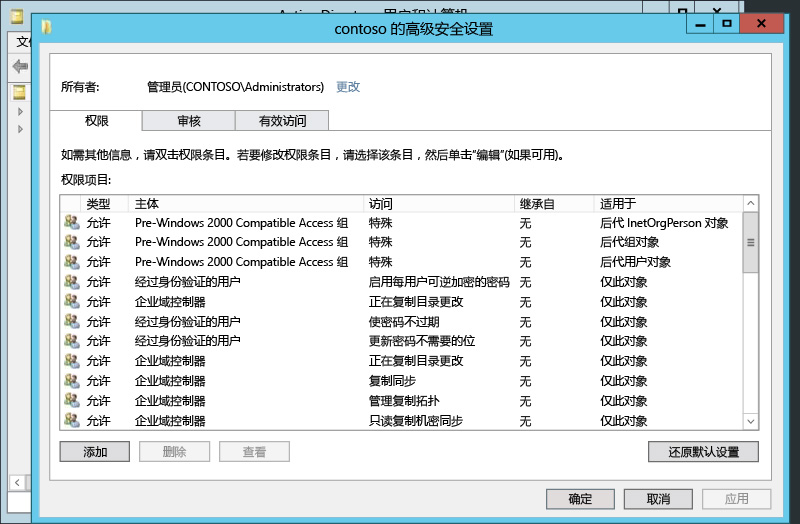 contoso 的高级安全设置
所有者: 管理员(CONTOSO\Administrators) 更改
权限 审核 有效访问
如需其他信息，请双击权限条目。若要修改权限条目，请选择该条目，然后单击“编辑”(如果可用)。
权限项目:
类型 主体 访问 继承自 适用于
允许 Pre-Windows 2000 Compatible Access 组 特殊 无 后代 InetOrgPerson 对象
允许 Pre-Windows 2000 Compatible Access 组 特殊 无 后代组对象
允许 Pre-Windows 2000 Compatible Access 组 特殊 无 后代用户对象
允许 经过身份验证的用户 启用每用户可逆加密的密码 无 仅此对象
允许 企业域控制器 正在复制目录更改 无 仅此对象
允许 经过身份验证的用户 使密码不过期 无 仅此对象
允许 经过身份验证的用户 更新密码不需要的位 无 仅此对象
允许 企业域控制器 正在复制目录更改 无 仅此对象
允许 企业域控制器 复制同步 无 仅此对象
允许 企业域控制器 管理复制拓扑 无 仅此对象
允许 企业域控制器 只读复制机密同步 无 仅此对象
添加 删除 查看 还原默认设置
确定 取消 应用